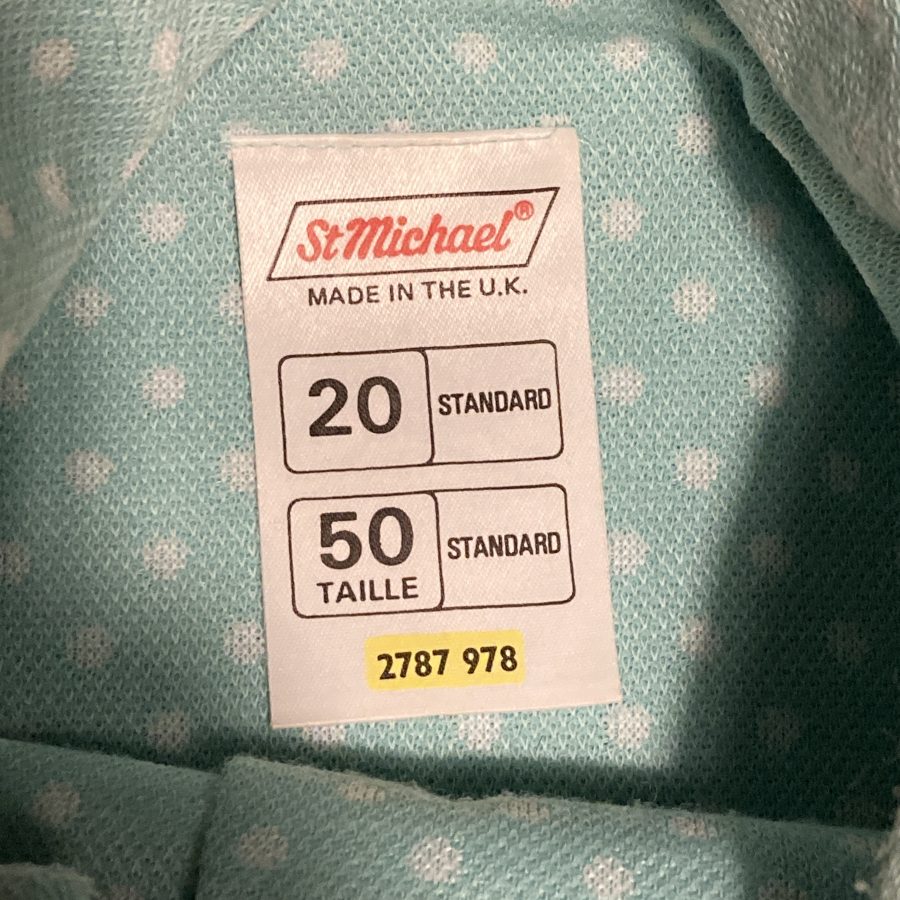 St Michael®
MADE IN THE U.K.
20 STANDARD
50 STANDARD
TAILLE
2787 978